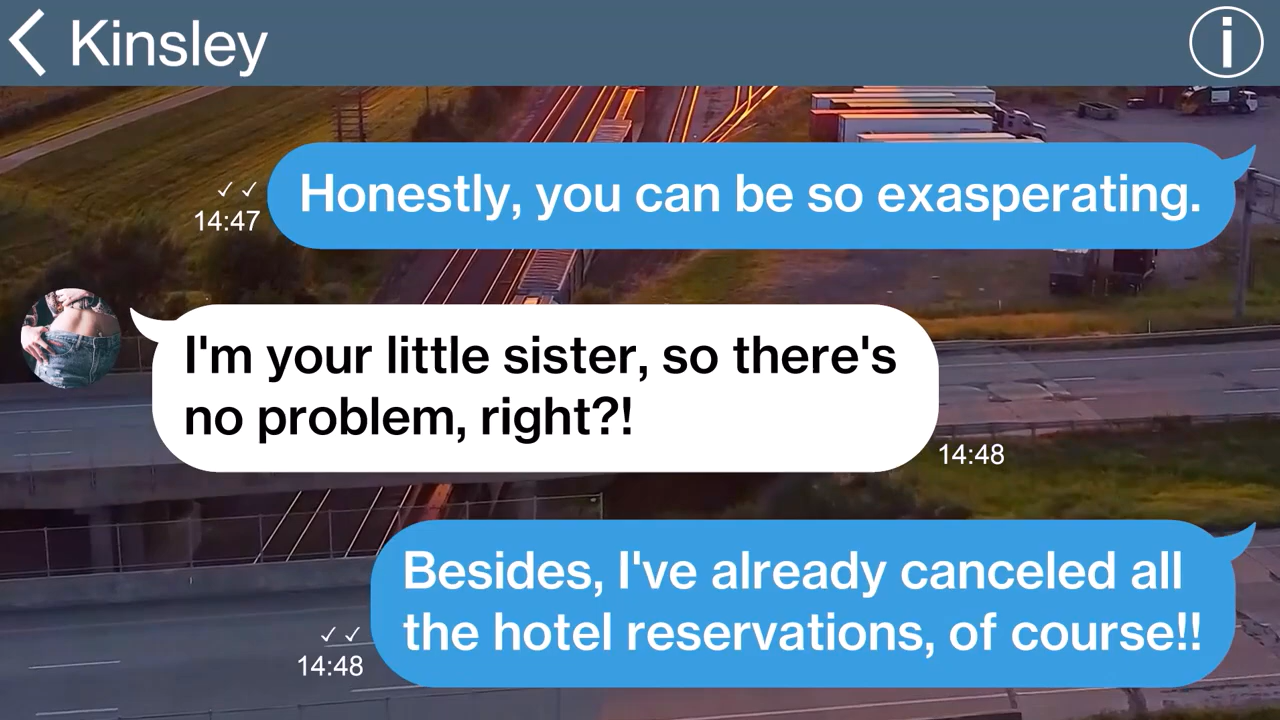 Kinsley
Honestly, you can be so exasperating.
✓✓
14:47
I'm your little sister, so there's
no problem, right?!
14:48
Besides, I've already canceled all
the hotel reservations, of course!!
✓✓
14:48